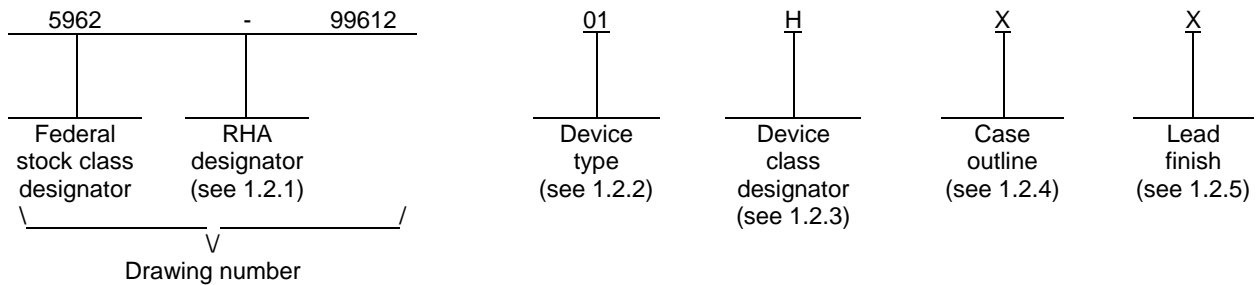 5962 - 99612 01 H X X
Federal stock class designator
RHA designator (see 1.2.1)
Device type (see 1.2.2)
Device class designator (see 1.2.3)
Case outline (see 1.2.4)
Lead finish (see 1.2.5)
\ /
\/
Drawing number